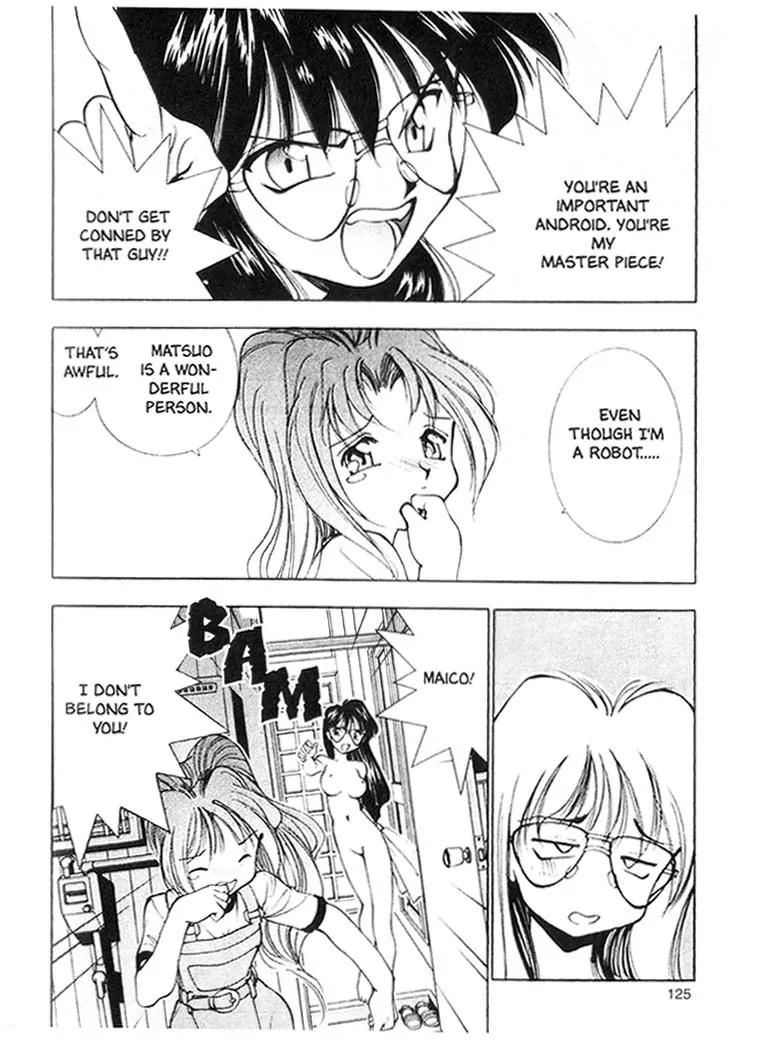 YOU'RE AN
IMPORTANT
ANDROID. YOU'RE
MY
MASTER PIECE!
DON'T GET
CONNED BY
THAT GUY!!
EVEN
THOUGH I'M
A ROBOT.....
MATSUO
IS A WON-
DERFUL
PERSON.
THAT'S
AWFUL.
MAICO!
BAM
I DON'T
BELONG TO
YOU!
125